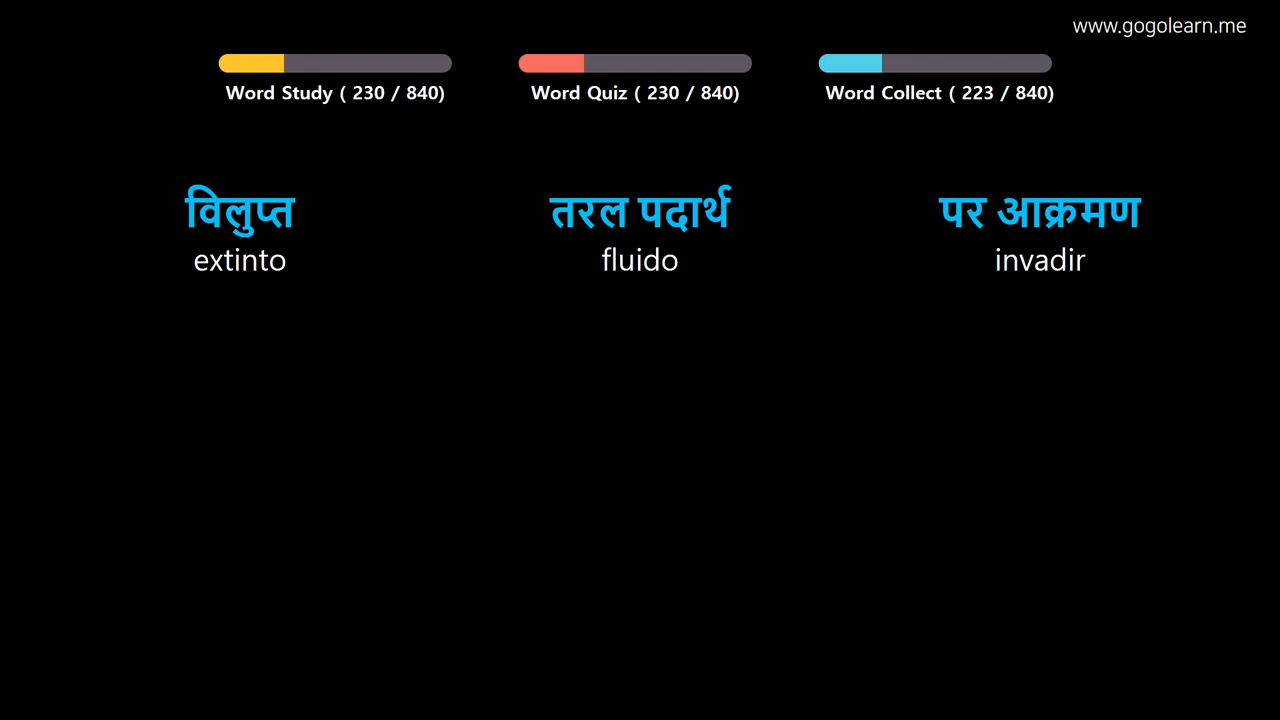 www.gogolearn.me
Word Study ( 230 / 840)
Word Quiz ( 230 / 840)
Word Collect ( 223 / 840)
विलुप्त
extinto
तरल पदार्थ
fluido
पर आक्रमण
invadir